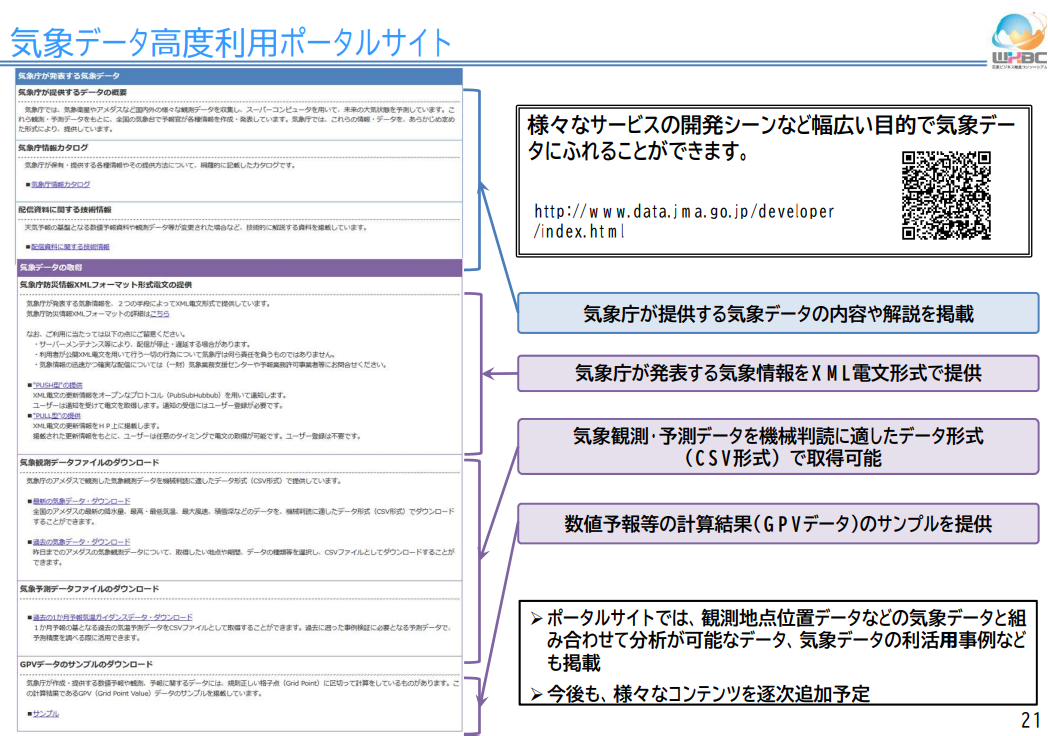 気象データ高度利用ポータルサイト
WXBC
気象ビジネス推進コンソーシアム
気象庁が発表する気象データ
気象庁が提供するデータの概要
気象庁では、気象衛星やアメダスなど国内外の様々な観測データを収集し、スーパーコンピュータを用いて、未来の大気状態を予測しています。こ
れら観測・予測データをもとに、全国の気象台で予報官が各種情報を作成・発表しています。気象庁では、これらの情報・データを、あらかじめ定め
た形式により、提供しています。
気象庁情報カタログ
気象庁が保有・提供する各種情報やその提供方法について、網羅的に記載したカタログです。
■気象庁情報カタログ
配信資料に関する技術情報
天気予報の基盤となる数値予報資料や観測データ等が変更された場合など、技術的に解説する資料を掲載しています。
■配信資料に関する技術情報
気象データの取得
気象庁防災情報XMLフォーマット形式電文の提供
気象庁が発表する気象情報を、２つの手段によってXML電文形式で提供しています。
気象庁防災情報XMLフォーマットの詳細はこちら
なお、ご利用に当たっては以下の点にご留意ください。
・サーバーメンテナンス等により、配信が停止・遅延する場合があります。
・利用者が公開XML電文を用いて行う一切の行為について気象庁は何ら責任を負うものではありません。
・気象情報の迅速かつ確実な配信については（一財）気象業務支援センターや予報業務許可事業者等にお問合せください。
■"PUSH型"の提供
XML電文の更新情報をオープンなプロトコル（PubSubHubbub）を用いて通知します。
ユーザーは通知を受けて電文を取得します。通知の受信にはユーザー登録が必要です。
■"PULL型"の提供
XML電文の更新情報をＨＰ上に掲載します。
掲載された更新情報をもとに、ユーザーは任意のタイミングで電文の取得が可能です。ユーザー登録は不要です。
気象観測データファイルのダウンロード
気象庁のアメダスで観測した気象観測データを機械判読に適したデータ形式（CSV形式）で提供しています。
■最新の気象データ・ダウンロード
全国のアメダスの最新の降水量、最高・最低気温、最大風速、積雪深などのデータを、機械判読に適したデータ形式（CSV形式）でダウンロード
することができます。
■過去の気象データ・ダウンロード
昨日までのアメダスの気象観測データについて、取得したい地点や期間、データの種類等を選択し、CSVファイルとしてダウンロードすることが
できます。
気象予測データファイルのダウンロード
■過去の1か月予報気温ガイダンスデータ・ダウンロード
１か月予報の基となる過去の気温予測データをCSVファイルとして取得することができます。過去に遡った事例検証に必要となる予測データで、
予測精度を調べる際に活用できます。
GPVデータのサンプルのダウンロード
気象庁が作成・提供する数値予報や観測、予報に関するデータには、規則正しい格子点（Grid Point）に区切って計算をしているものがあります。こ
の計算結果であるGPV（Grid Point Value）データのサンプルを掲載しています。
■サンプル
様々なサービスの開発シーンなど幅広い目的で気象デー
タにふれることができます。
http://www.data.jma.go.jp/developer
/index.html
気象庁が提供する気象データの内容や解説を掲載
気象庁が発表する気象情報をXML電文形式で提供
気象観測・予測データを機械判読に適したデータ形式
（CSV形式）で取得可能
数値予報等の計算結果(GPVデータ)のサンプルを提供
➢ポータルサイトでは、観測地点位置データなどの気象データと組
み合わせて分析が可能なデータ、気象データの利活用事例など
も掲載
➢今後も、様々なコンテンツを逐次追加予定
21